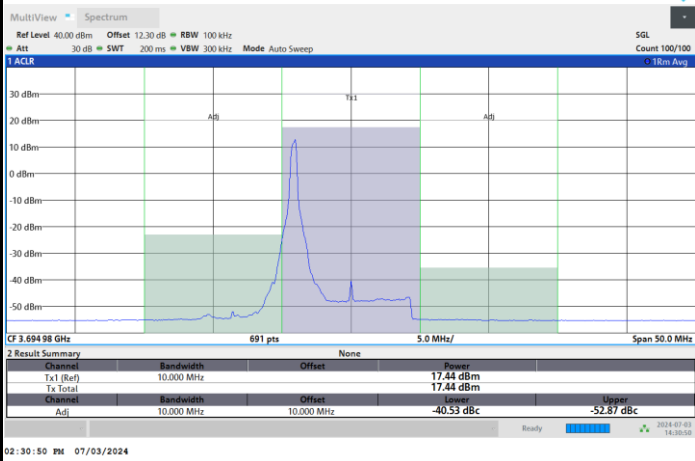 MultiView Spectrum
Ref Level 40.00 dBm Offset 12.30 dB RBW 100 kHz SGL
Att 30 dB SWT 200 ms VBW 300 kHz Mode Auto Sweep Count 100/100
1 ACLR 1Rm Avg
30 dBm
Tx1
20 dBm
Adj Adj
10 dBm
0 dBm
-10 dBm
-20 dBm
-30 dBm
-40 dBm
-50 dBm
CF 3.694 98 GHz 691 pts 5.0 MHz/ Span 50.0 MHz
2 Result Summary None
Channel Bandwidth Offset Power
Tx1 (Ref) 10.000 MHz 17.44 dBm
Tx Total 17.44 dBm
Channel Bandwidth Offset Lower Upper
Adj 10.000 MHz 10.000 MHz -40.53 dBc -52.87 dBc
Ready 2024-07-03
14:30:50
02:30:50 PM 07/03/2024